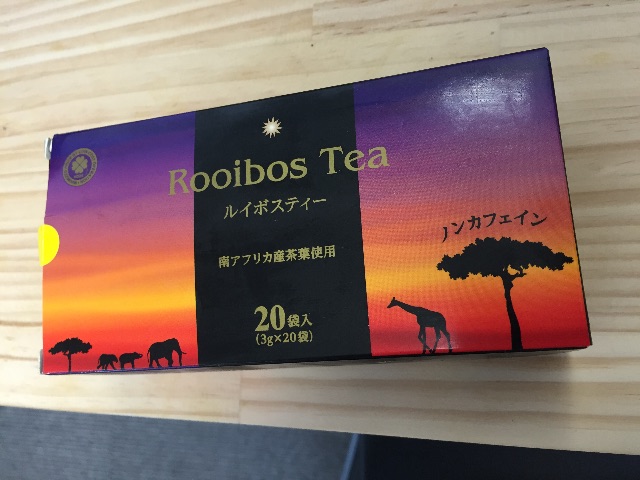 Rooibos Tea
ルイボスティー
南アフリカ産茶葉使用
ノンカフェイン
20袋入
(3g×20袋)